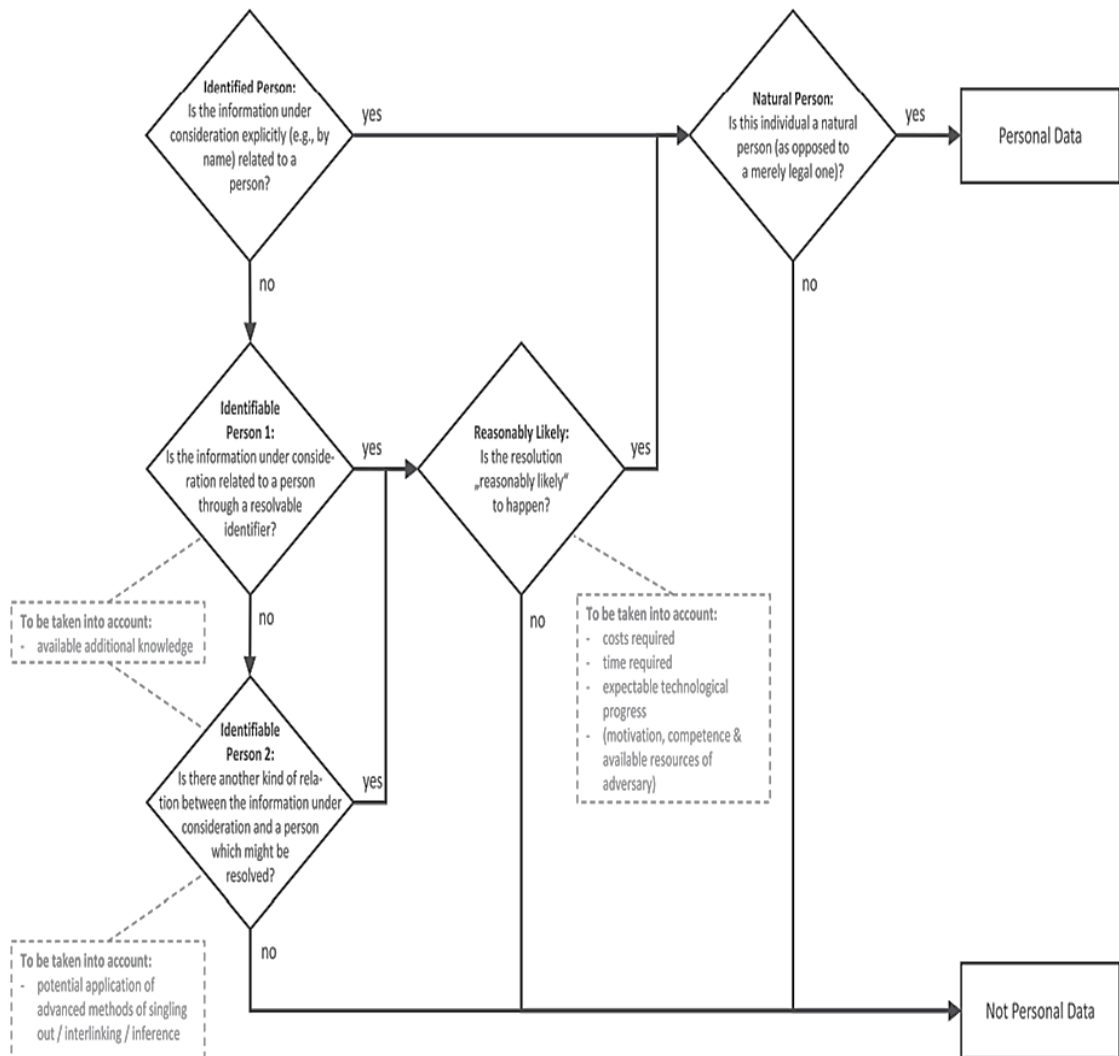 Identified Person:
Is the information under
consideration explicitly (e.g., by
name) related to a
person?
yes
no
Natural Person:
Is this individual a natural
person (as opposed to
a merely legal one)?
yes
no
Personal Data
Identifiable
Person 1:
Is the information under conside-
ration related to a person
through a resolvable
identifier?
yes
no
Reasonably Likely:
Is the resolution
„reasonably likely“
to happen?
yes
no
To be taken into account:
- available additional knowledge
To be taken into account:
- costs required
- time required
- expectable technological
progress
- (motivation, competence &
available resources of
adversary)
Identifiable
Person 2:
Is there another kind of rela-
tion between the information under
consideration and a person
which might be
resolved?
yes
no
To be taken into account:
- potential application of
advanced methods of singling
out / interlinking / inference
Not Personal Data